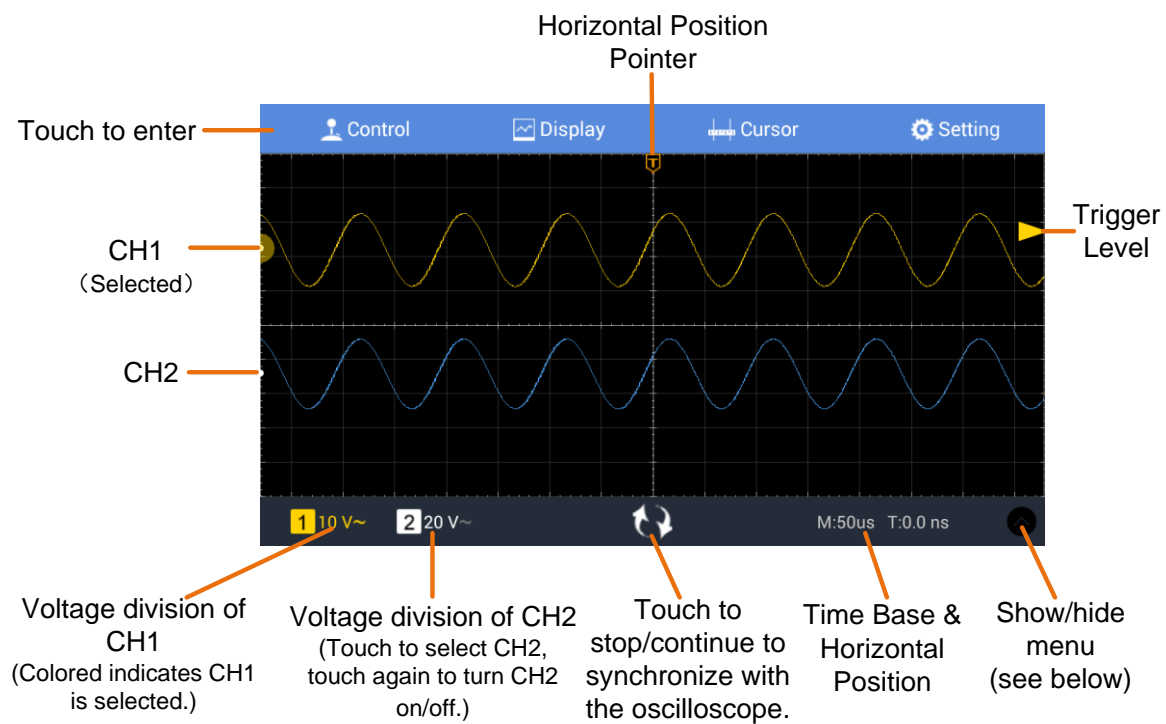 Horizontal Position
Pointer
Touch to enter
Control
Display
Cursor
Setting
T
CH1
（Selected）
Trigger
Level
CH2
1 10 V~
2 20 V~
M:50us T:0.0 ns
Voltage division of
CH1
(Colored indicates CH1
is selected.)
Voltage division of CH2
(Touch to select CH2,
touch again to turn CH2
on/off.)
Touch to
stop/continue to
synchronize with
the oscilloscope.
Time Base &
Horizontal
Position
Show/hide
menu
(see below)